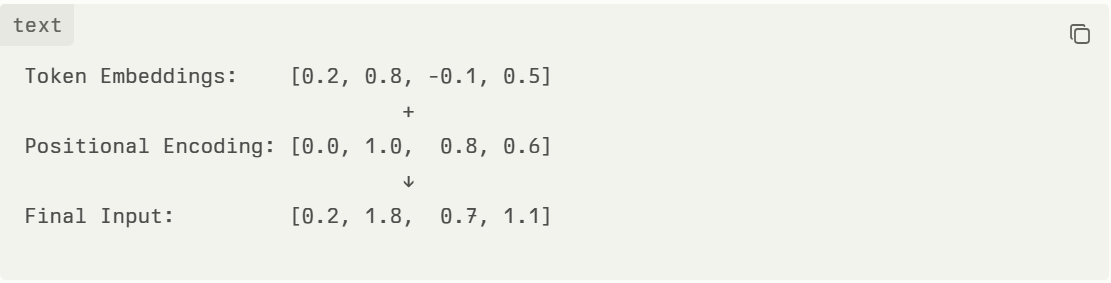 text
Token Embeddings:    [0.2, 0.8, -0.1, 0.5]
+
Positional Encoding: [0.0, 1.0,  0.8, 0.6]
↓
Final Input:         [0.2, 1.8,  0.7, 1.1]